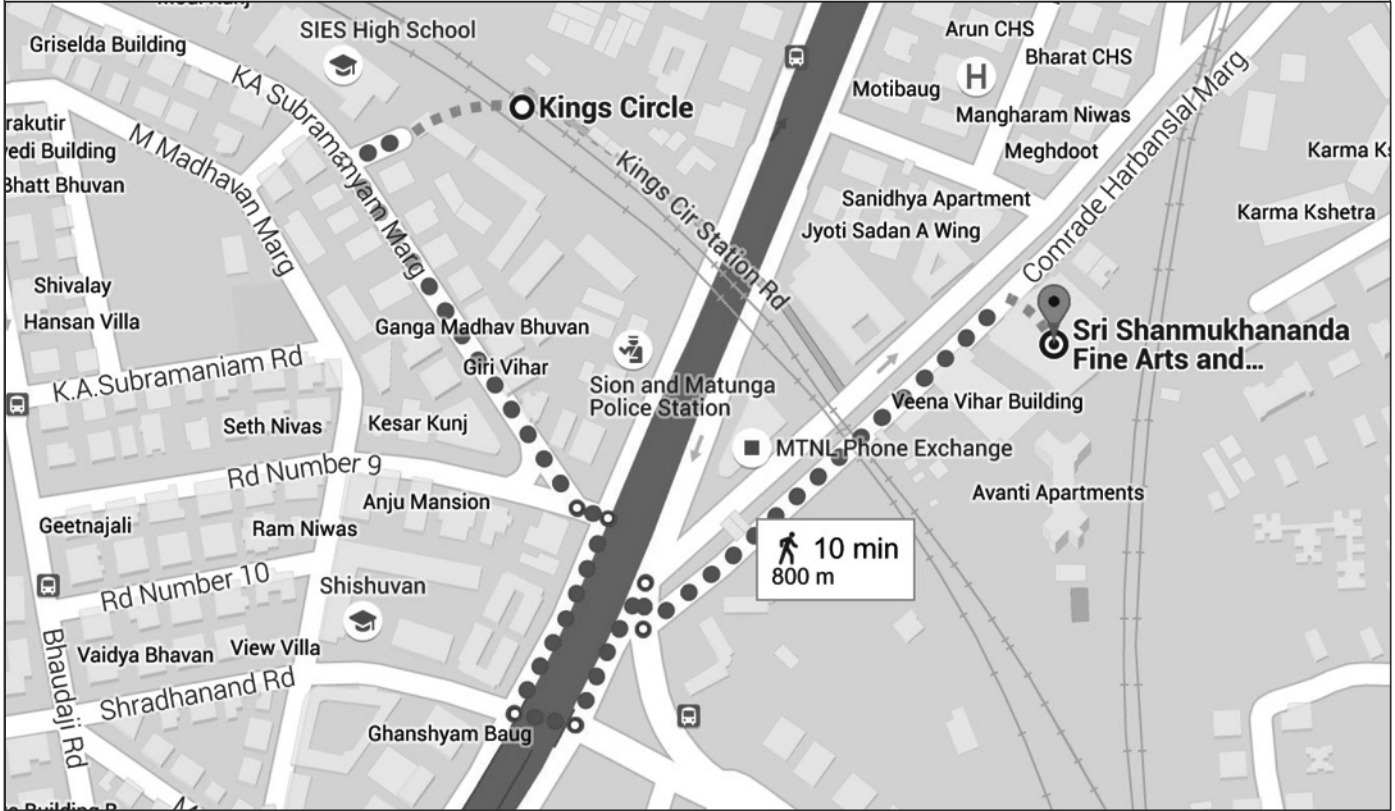 Griselda Building
SIES High School
Arun CHS
Bharat CHS
Motibaug
H
Mangharam Niwas
Meghdoot
Kings Circle
KA Subramanyam Marg
M Madhavan Marg
rakutir
vedi Building
Bhatt Bhuvan
Kings Cir Station Rd
Comrade Harbanslal Marg
Sanidhya Apartment
Jyoti Sadan A Wing
Karma Ks
Karma Kshetra
Shivalay
Hansan Villa
Ganga Madhav Bhuvan
Giri Vihar
Sion and Matunga
Police Station
Sri Shanmukhananda
Fine Arts and...
K.A.Subramaniam Rd
Veena Vihar Building
Seth Nivas
Kesar Kunj
MTNL Phone Exchange
Rd Number 9
Anju Mansion
Avanti Apartments
Geetnajali
Ram Niwas
10 min
800 m
Rd Number 10
Shishuvan
Vaidya Bhavan
View Villa
Bhaudaji Rd
Shradhanand Rd
Ghanshyam Baug